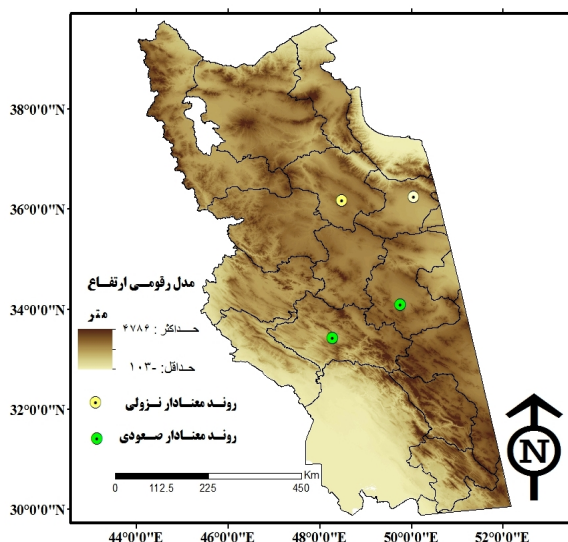 38°0'0"N
36°0'0"N
34°0'0"N
32°0'0"N
30°0'0"N
مدل رقومی ارتفاع
متر
حداکثر : ۴۷۸۶
حداقل: -۱۰۳
روند معنادار نزولی
روند معنادار صعودی
0 112.5 225 450
Km
N
44°0'0"E 46°0'0"E 48°0'0"E 50°0'0"E 52°0'0"E